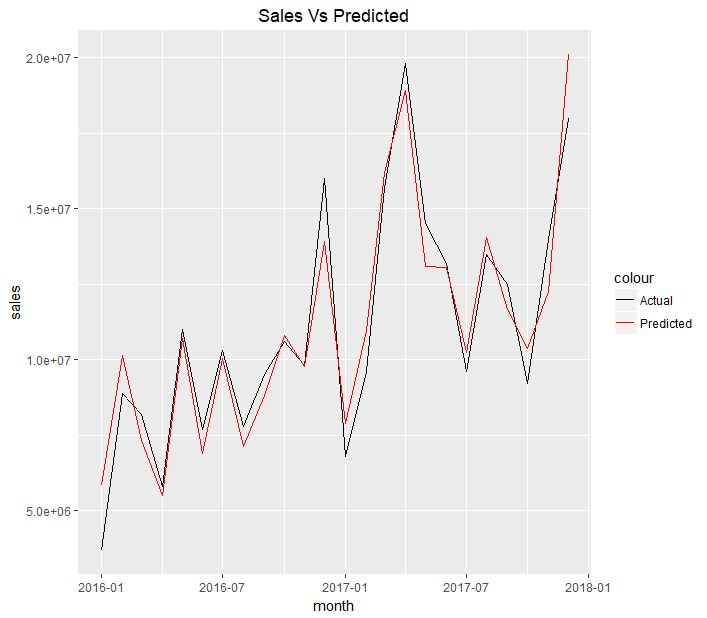 Sales Vs Predicted
2.0e+07
1.5e+07
1.0e+07
5.0e+06
sales
2016-01 2016-07 2017-01 2017-07 2018-01
month
colour
Actual
Predicted